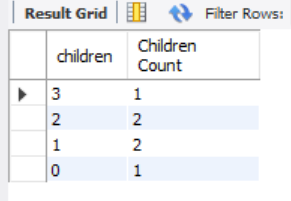 Result Grid Filter Rows:
children Children
Count
3 1
2 2
1 2
0 1